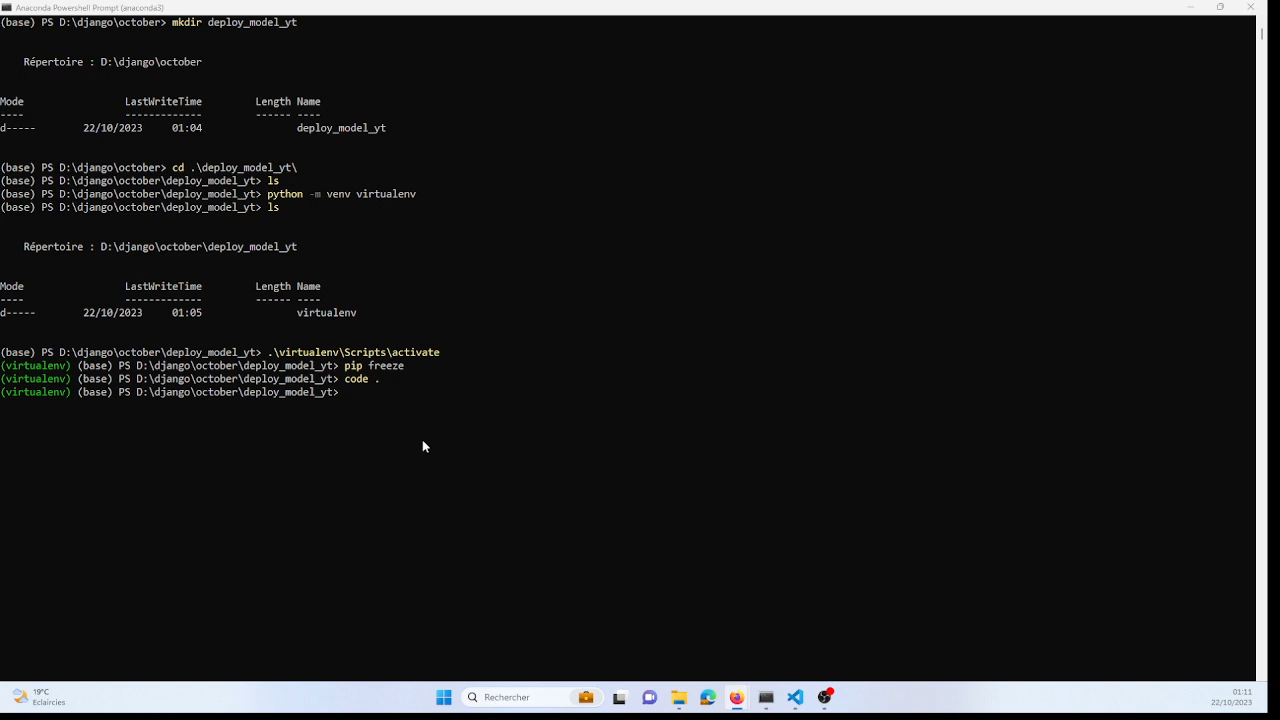 Anaconda Powershell Prompt (anaconda3)
(base) PS D:\django\october> mkdir deploy_model_yt
Répertoire : D:\django\october
Mode LastWriteTime Length Name
---- ------------- ------ ----
d----- 22/10/2023 01:04 deploy_model_yt
(base) PS D:\django\october> cd .\deploy_model_yt\
(base) PS D:\django\october\deploy_model_yt> ls
(base) PS D:\django\october\deploy_model_yt> python -m venv virtualenv
(base) PS D:\django\october\deploy_model_yt> ls
Répertoire : D:\django\october\deploy_model_yt
Mode LastWriteTime Length Name
---- ------------- ------ ----
d----- 22/10/2023 01:05 virtualenv
(base) PS D:\django\october\deploy_model_yt> .\virtualenv\Scripts\activate
(virtualenv) (base) PS D:\django\october\deploy_model_yt> pip freeze
(virtualenv) (base) PS D:\django\october\deploy_model_yt> code .
(virtualenv) (base) PS D:\django\october\deploy_model_yt>
19°C
Eclaircies
Rechercher
01:11
22/10/2023